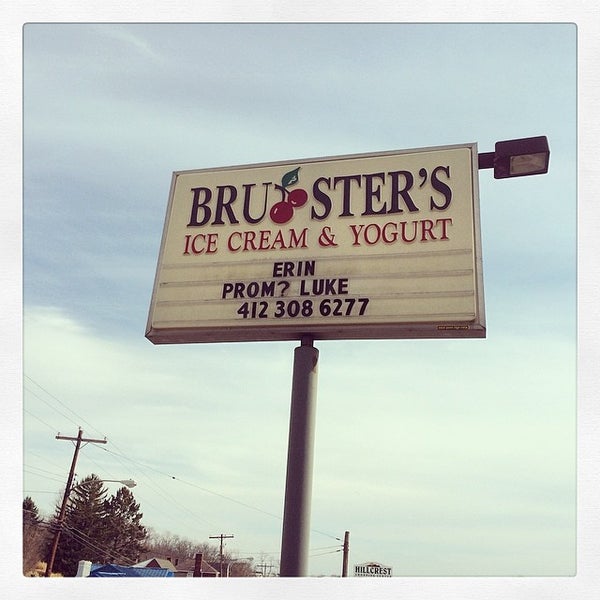 BRUSTER'S
ICE CREAM & YOGURT
ERIN
PROM? LUKE
412 308 6277
HILLCREST